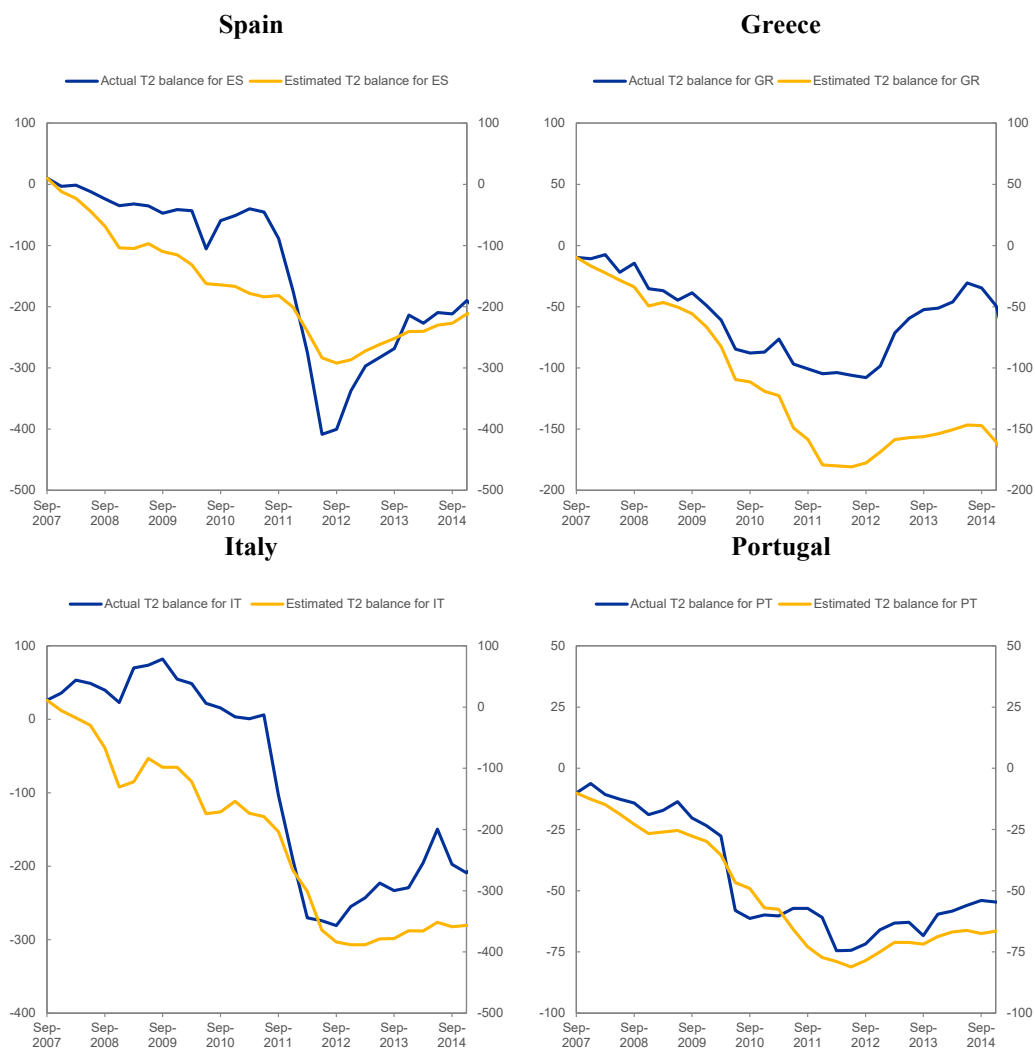 Spain
Actual T2 balance for ES Estimated T2 balance for ES
100 100
0 0
-100 -100
-200 -200
-300 -300
-400 -400
-500 -500
Sep- Sep- Sep- Sep- Sep- Sep- Sep- Sep-
2007 2008 2009 2010 2011 2012 2013 2014
Greece
Actual T2 balance for GR Estimated T2 balance for GR
100 100
50 50
0 0
-50 -50
-100 -100
-150 -150
-200 -200
Sep- Sep- Sep- Sep- Sep- Sep- Sep- Sep-
2007 2008 2009 2010 2011 2012 2013 2014
Italy
Actual T2 balance for IT Estimated T2 balance for IT
100 100
0 0
-100 -100
-200 -200
-300 -300
-400 -400
-500
Sep- Sep- Sep- Sep- Sep- Sep- Sep- Sep-
2007 2008 2009 2010 2011 2012 2013 2014
Portugal
Actual T2 balance for PT Estimated T2 balance for PT
50 50
25 25
0 0
-25 -25
-50 -50
-75 -75
-100 -100
Sep- Sep- Sep- Sep- Sep- Sep- Sep- Sep-
2007 2008 2009 2010 2011 2012 2013 2014